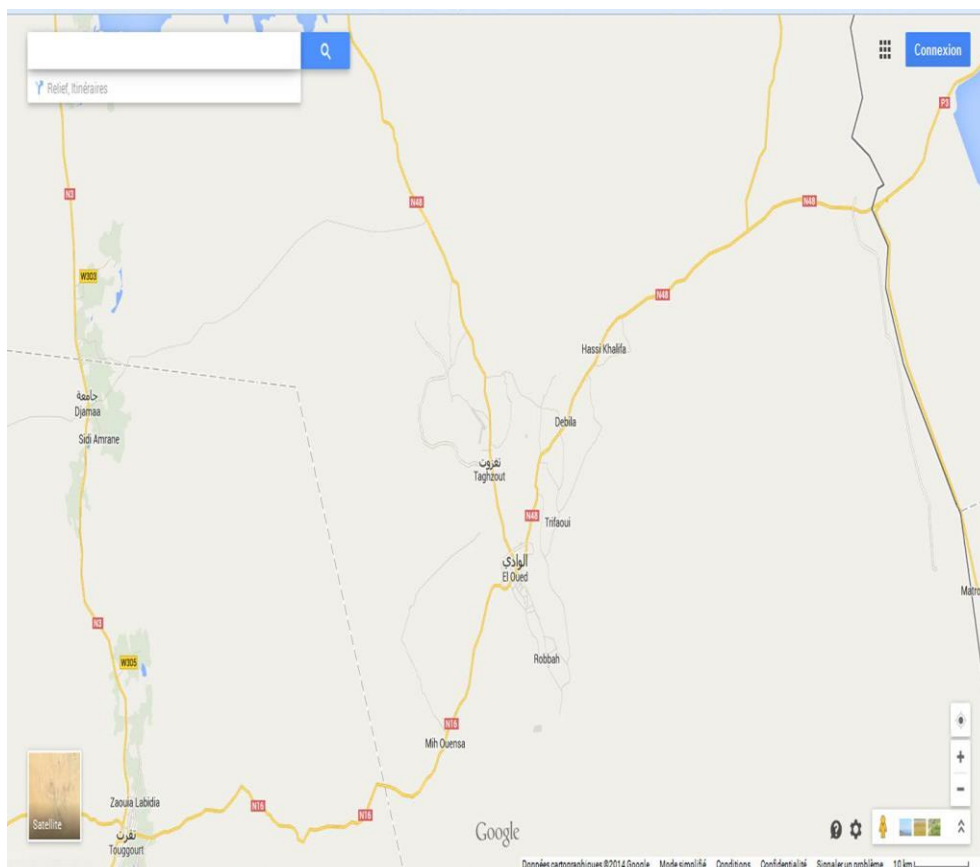 Connexion
Relief, Itinéraires
P3
N3
N48
N48
W303
N48
Hassi Khalifa
جامعة
Djamaa
Debila
Sidi Amrane
تغزوت
Taghzout
N48
Trifaoui
الوادي
El Oued
Matro
N3
Robbah
W305
N16
Mih Ouensa
Zaouia Labidia
N16
N16
Satellite
تقرت
Touggourt
Google
Données cartographiques ©2014 Google Mode simplifié Conditions Confidentialité Signaler un problème 10 km